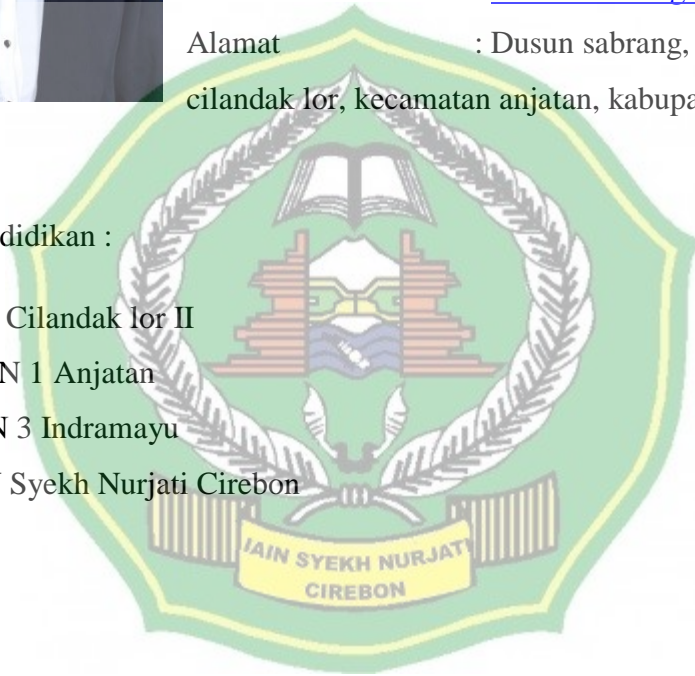 Alamat : Dusun sabrang,
cilandak lor, kecamatan anjatan,
didikan :
Cilandak lor II
N 1 Anjatan
3 Indramayu
Syekh Nurjati Cirebon
IAIN SYEKH NURJATI
CIREBON